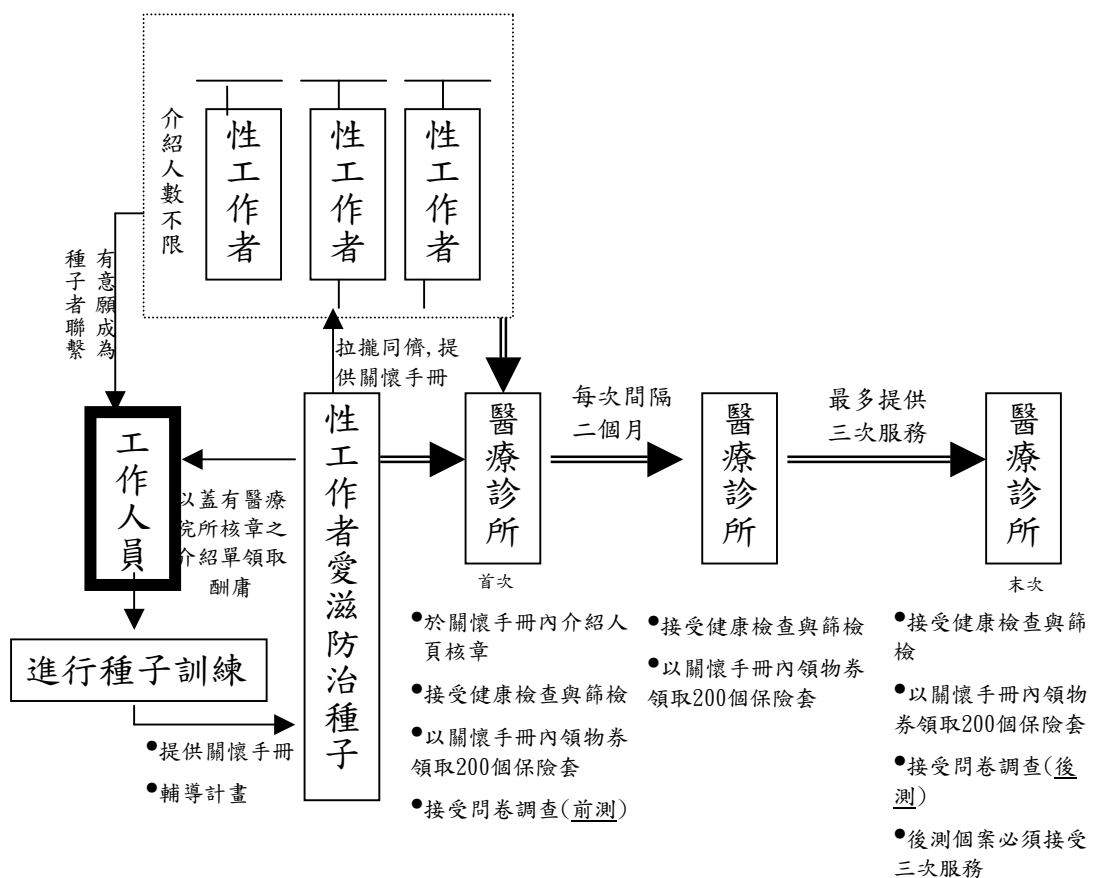 介紹人數不限
性工作者
性工作者
性工作者
有意願成為
種子者聯繫
拉攏同儕,提
供關懷手冊
工作人員
以蓋有醫療
院所核章之
介紹單領取
酬庸
進行種子訓練
●提供關懷手冊
●輔導計畫
性工作者愛滋防治種子
醫療診所
首次
每次間隔
二個月
醫療診所
最多提供
三次服務
醫療診所
末次
●於關懷手冊內介紹人
頁核章
●接受健康檢查與篩檢
●以關懷手冊內領物券
領取200個保險套
●接受問卷調查(前測)
●接受健康檢查與篩檢
●以關懷手冊內領物券
領取200個保險套
●接受健康檢查與篩
檢
●以關懷手冊內領物
券領取200個保險套
●接受問卷調查(後
測)
●後測個案必須接受
三次服務